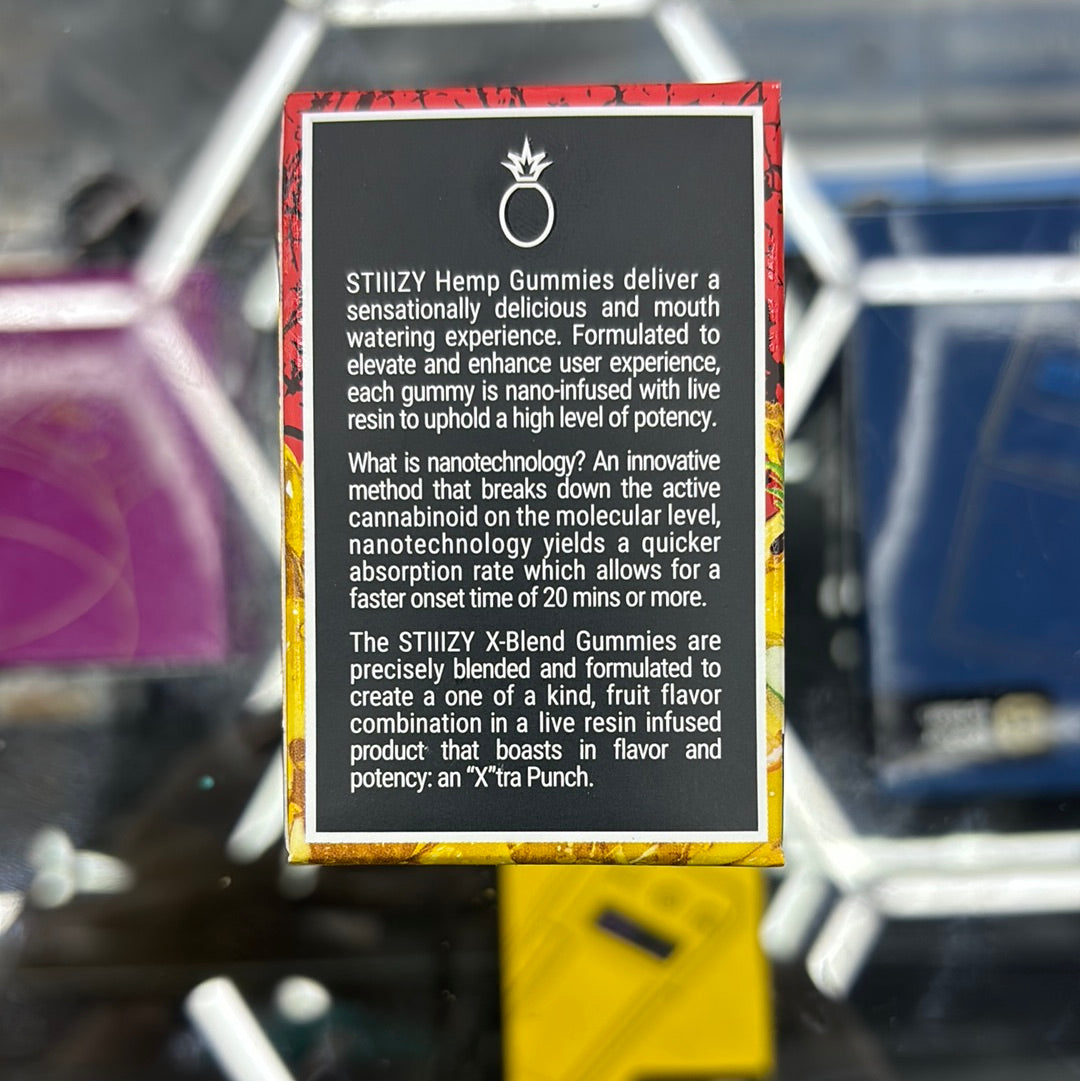 STIIIZY Hemp Gummies deliver a
sensationally delicious and mouth
watering experience. Formulated to
elevate and enhance user experience,
each gummy is nano-infused with live
resin to uphold a high level of potency.
What is nanotechnology? An innovative
method that breaks down the active
cannabinoid on the molecular level,
nanotechnology yields a quicker
absorption rate which allows for a
faster onset time of 20 mins or more.
The STIIIZY X-Blend Gummies are
precisely blended and formulated to
create a one of a kind, fruit flavor
combination in a live resin infused
product that boasts in flavor and
potency: an “X”tra Punch.